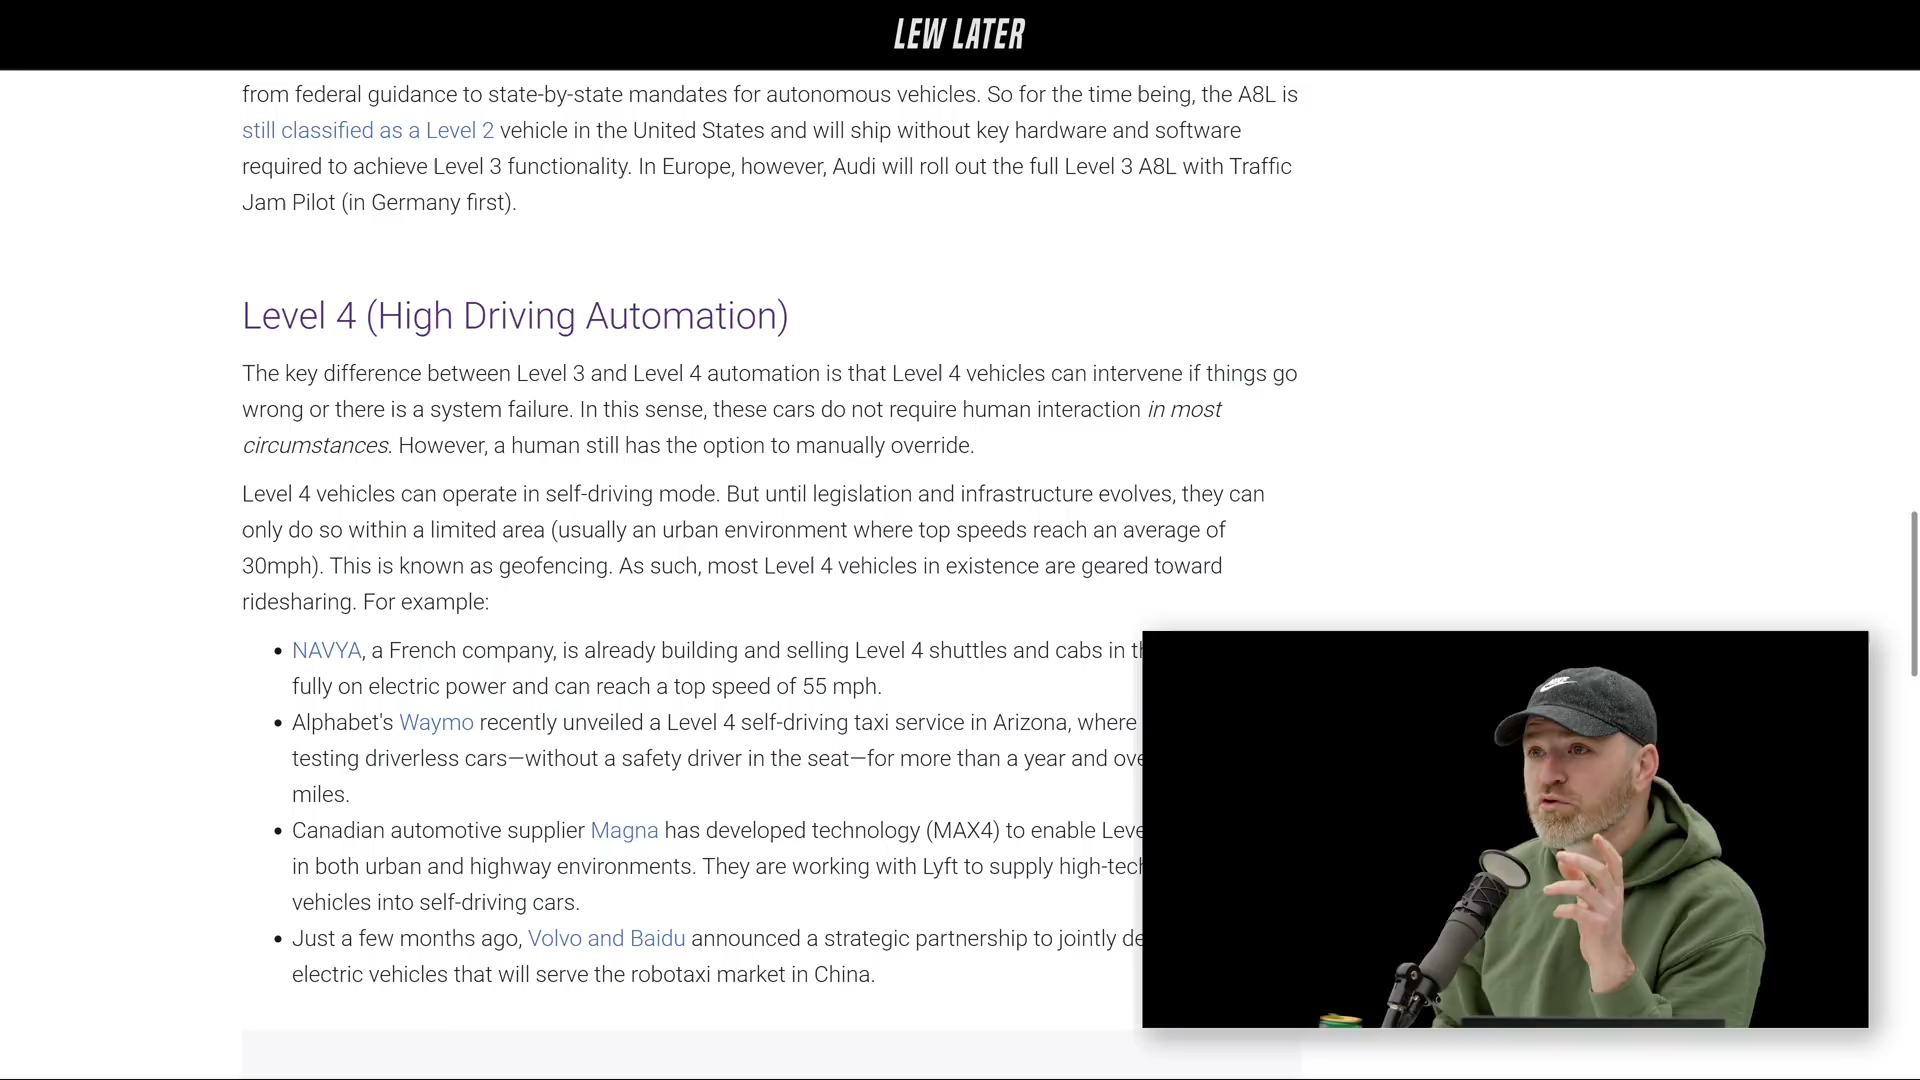 LEW LATER
from federal guidance to state-by-state mandates for autonomous vehicles. So for the time being, the A8L is
still classified as a Level 2 vehicle in the United States and will ship without key hardware and software
required to achieve Level 3 functionality. In Europe, however, Audi will roll out the full Level 3 A8L with Traffic
Jam Pilot (in Germany first).
Level 4 (High Driving Automation)
The key difference between Level 3 and Level 4 automation is that Level 4 vehicles can intervene if things go
wrong or there is a system failure. In this sense, these cars do not require human interaction in most
circumstances. However, a human still has the option to manually override.
Level 4 vehicles can operate in self-driving mode. But until legislation and infrastructure evolves, they can
only do so within a limited area (usually an urban environment where top speeds reach an average of
30mph). This is known as geofencing. As such, most Level 4 vehicles in existence are geared toward
ridesharing. For example:
• NAVYA, a French company, is already building and selling Level 4 shuttles and cabs in
fully on electric power and can reach a top speed of 55 mph.
• Alphabet's Waymo recently unveiled a Level 4 self-driving taxi service in Arizona, where
testing driverless cars—without a safety driver in the seat—for more than a year and
miles.
• Canadian automotive supplier Magna has developed technology (MAX4) to enable
in both urban and highway environments. They are working with Lyft to supply
vehicles into self-driving cars.
• Just a few months ago, Volvo and Baidu announced a strategic partnership to jointly
electric vehicles that will serve the robotaxi market in China.